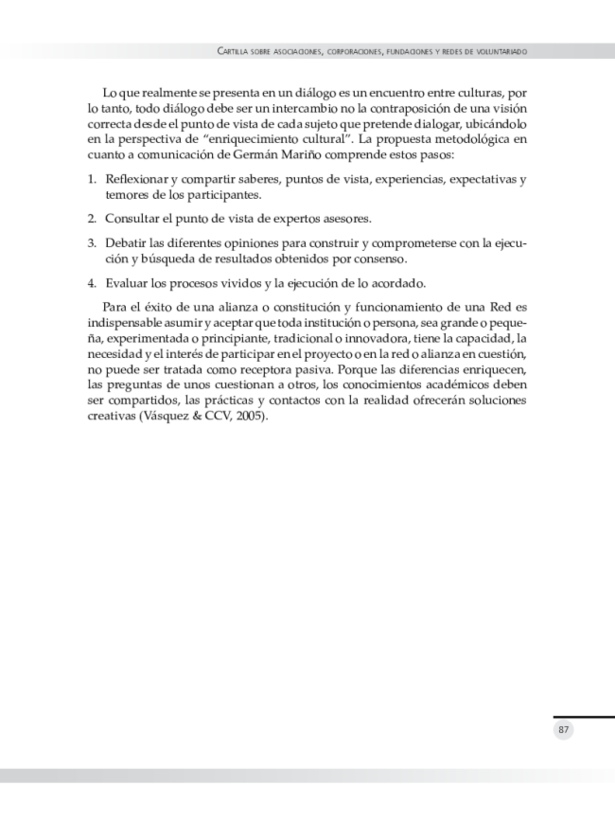 CARTILLA SOBRE ASOCIACIONES, CORPORACIONES, FUNDACIONES Y REDES DE VOLUNTARIADO
Lo que realmente se presenta en un diálogo es un encuentro entre culturas, por
lo tanto, todo diálogo debe ser un intercambio no la contraposición de una visión
correcta desde el punto de vista de cada sujeto que pretende dialogar, ubicándolo
en la perspectiva de “enriquecimiento cultural”. La propuesta metodológica en
cuanto a comunicación de Germán Mariño comprende estos pasos:
1. Reflexionar y compartir saberes, puntos de vista, experiencias, expectativas y
temores de los participantes.
2. Consultar el punto de vista de expertos asesores.
3. Debatir las diferentes opiniones para construir y comprometerse con la ejecu-
ción y búsqueda de resultados obtenidos por consenso.
4. Evaluar los procesos vividos y la ejecución de lo acordado.
Para el éxito de una alianza o constitución y funcionamiento de una Red es
indispensable asumir y aceptar que toda institución o persona, sea grande o peque-
ña, experimentada o principiante, tradicional o innovadora, tiene la capacidad, la
necesidad y el interés de participar en el proyecto o en la red o alianza en cuestión,
no puede ser tratada como receptora pasiva. Porque las diferencias enriquecen,
las preguntas de unos cuestionan a otros, los conocimientos académicos deben
ser compartidos, las prácticas y contactos con la realidad ofrecerán soluciones
creativas (Vásquez & CCV, 2005).
87